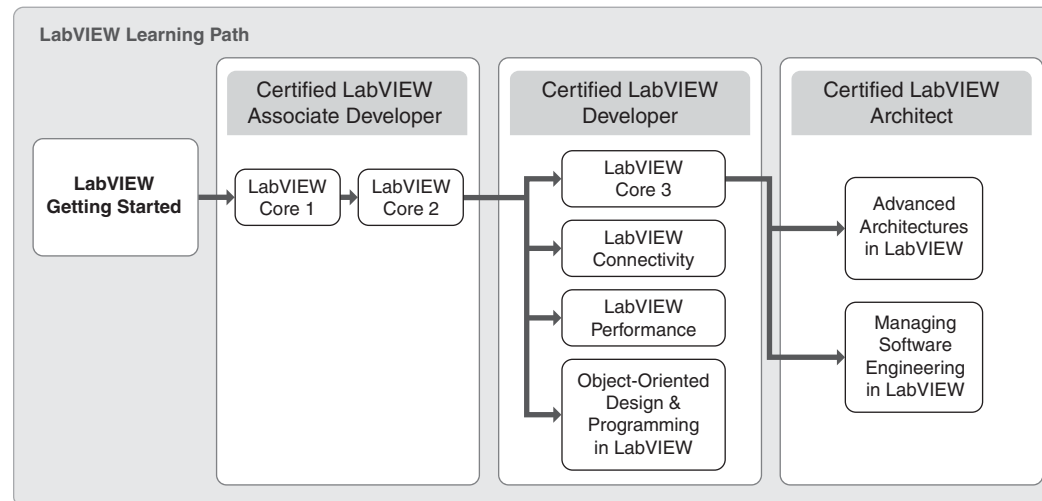 LabVIEW Learning Path
Certified LabVIEW
Associate Developer
Certified LabVIEW
Developer
Certified LabVIEW
Architect
LabVIEW
Getting Started
LabVIEW
Core 1
LabVIEW
Core 2
LabVIEW
Core 3
LabVIEW
Connectivity
LabVIEW
Performance
Object-Oriented
Design &
Programming
in LabVIEW
Advanced
Architectures
in LabVIEW
Managing
Software
Engineering
in LabVIEW